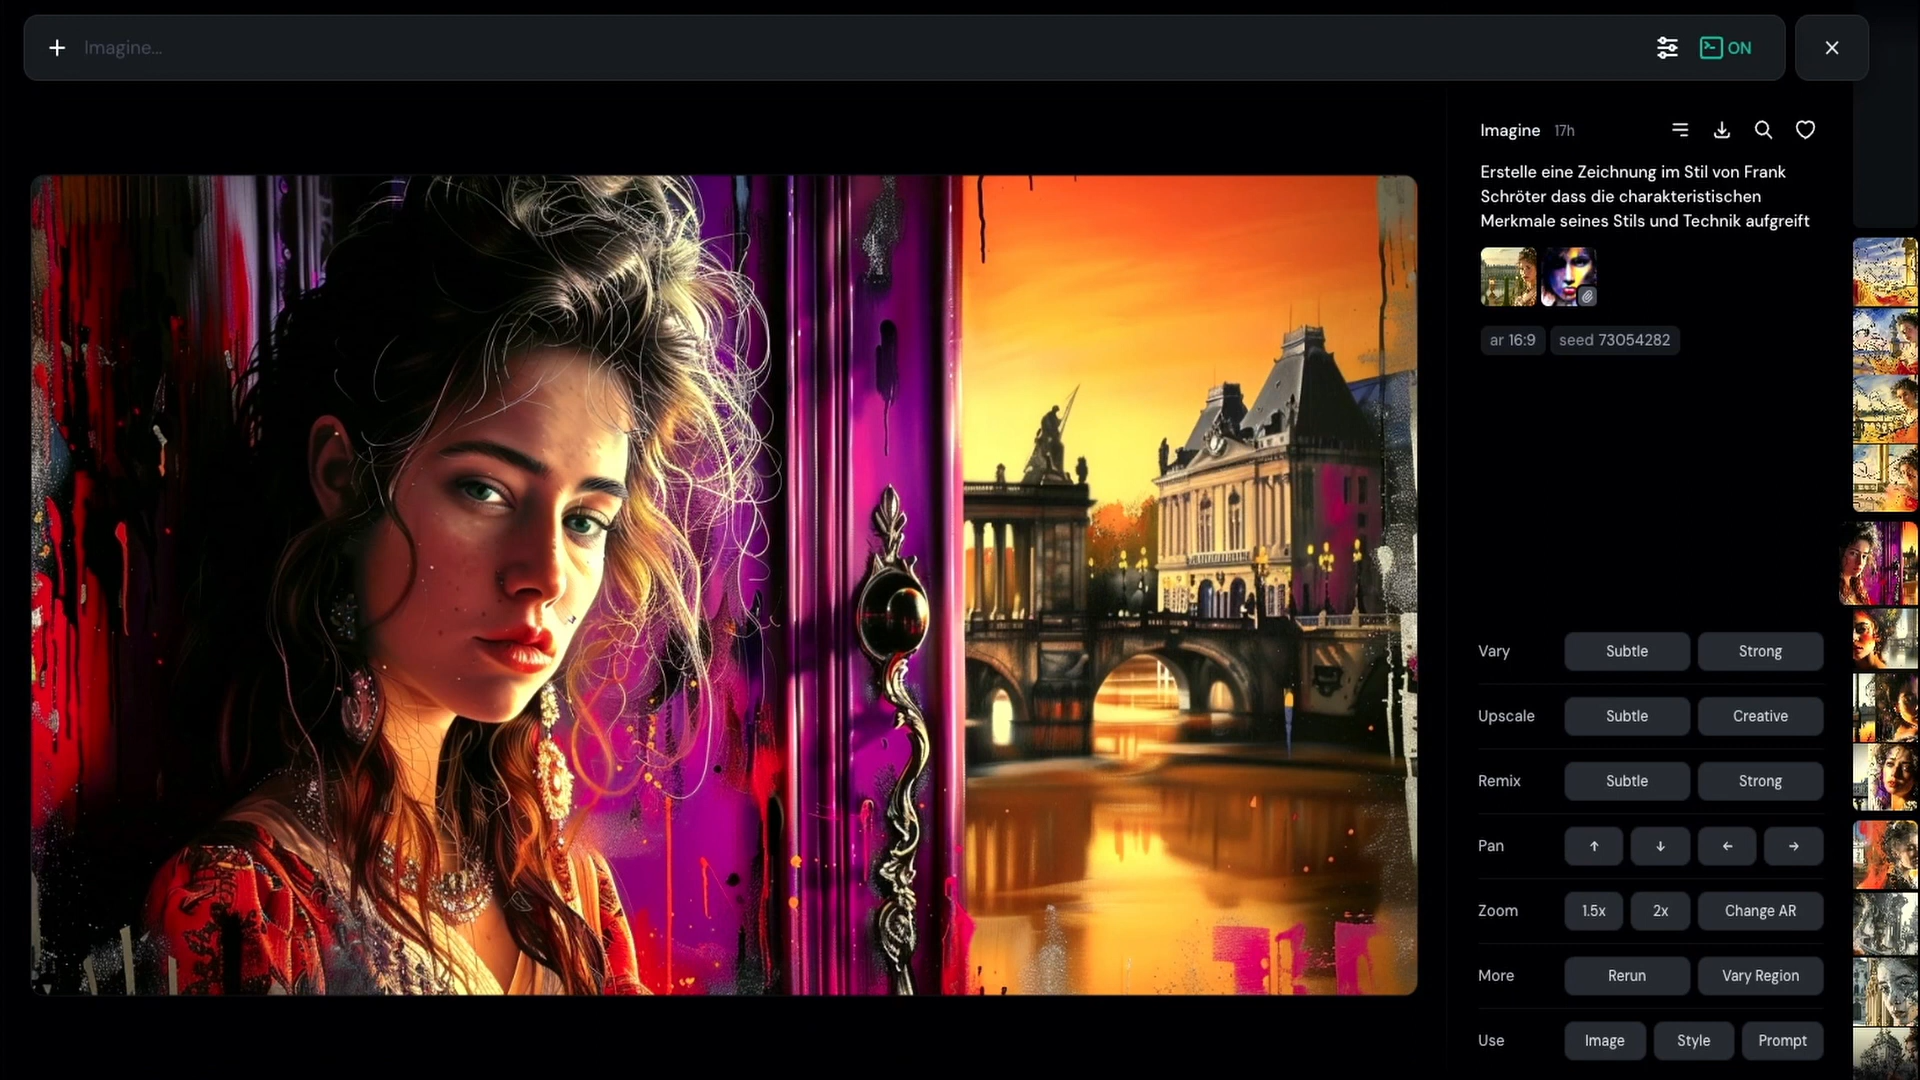 Imagine...
ON
Imagine 17h
Erstelle eine Zeichnung im Stil von Frank
Schröter dass die charakteristischen
Merkmale seines Stils und Technik aufgreift
ar 16:9 seed 73054282
Vary Subtle Strong
Upscale Subtle Creative
Remix Subtle Strong
Pan
Zoom 1.5x 2x Change AR
More Rerun Vary Region
Use Image Style Prompt